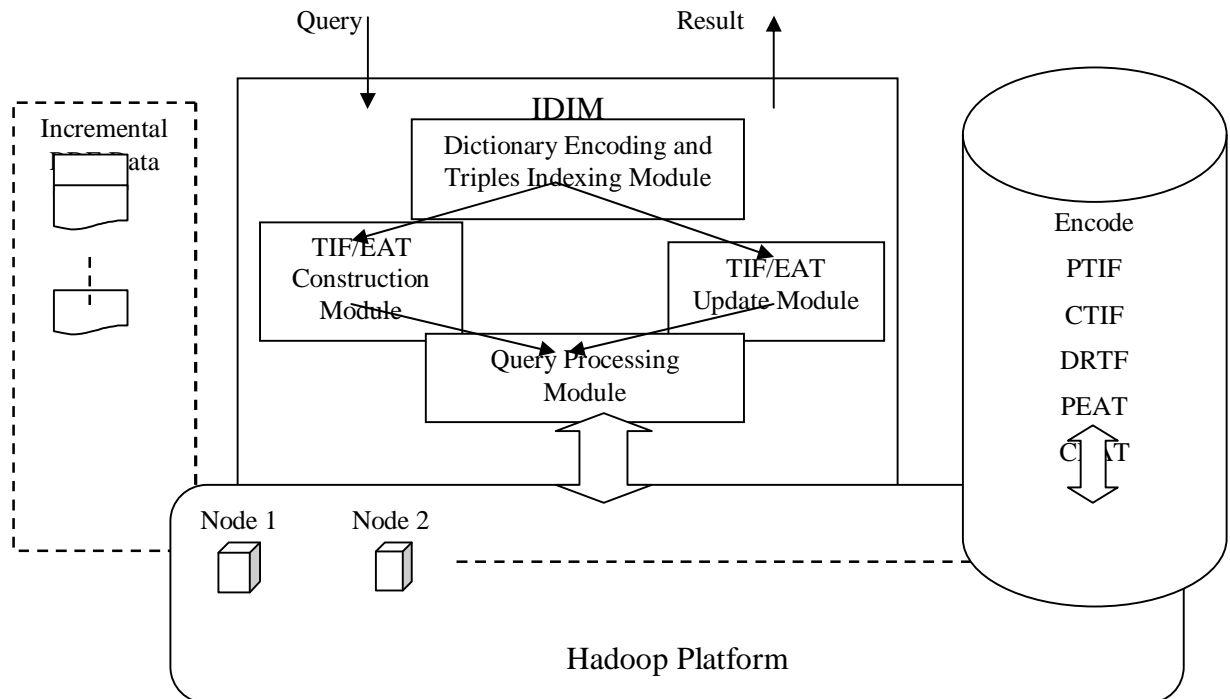 Query
Result
IDIM
Incremental
Data
Dictionary Encoding and
Triples Indexing Module
TIF/EAT
Construction
Module
TIF/EAT
Update Module
Query Processing
Module
Encode
PTIF
CTIF
DRTF
PEAT
Node 1
Node 2
Hadoop Platform